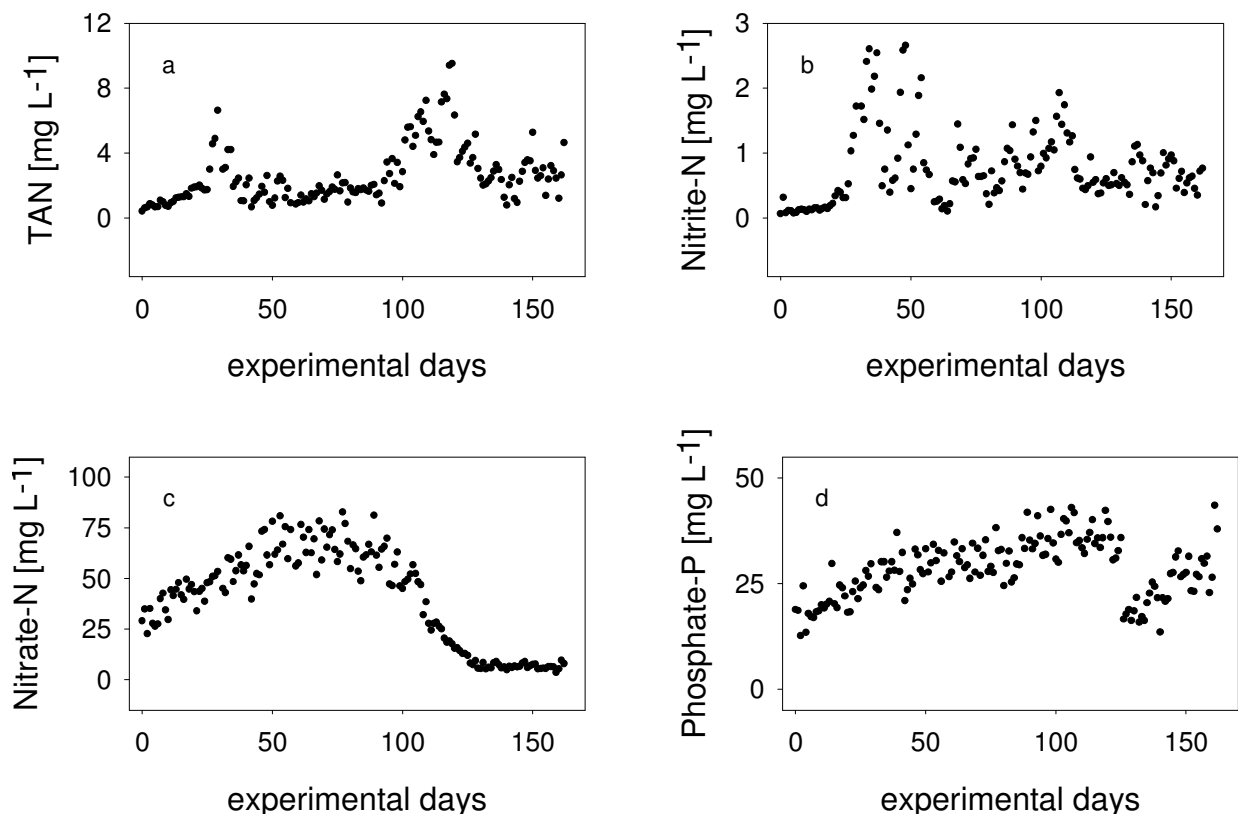 a
TAN [mg L-1]
12
8
4
0
0 50 100 150
experimental days
b
Nitrite-N [mg L-1]
3
2
1
0
0 50 100 150
experimental days
c
Nitrate-N [mg L-1]
100
75
50
25
0
0 50 100 150
experimental days
d
Phosphate-P [mg L-1]
50
25
0
0 50 100 150
experimental days